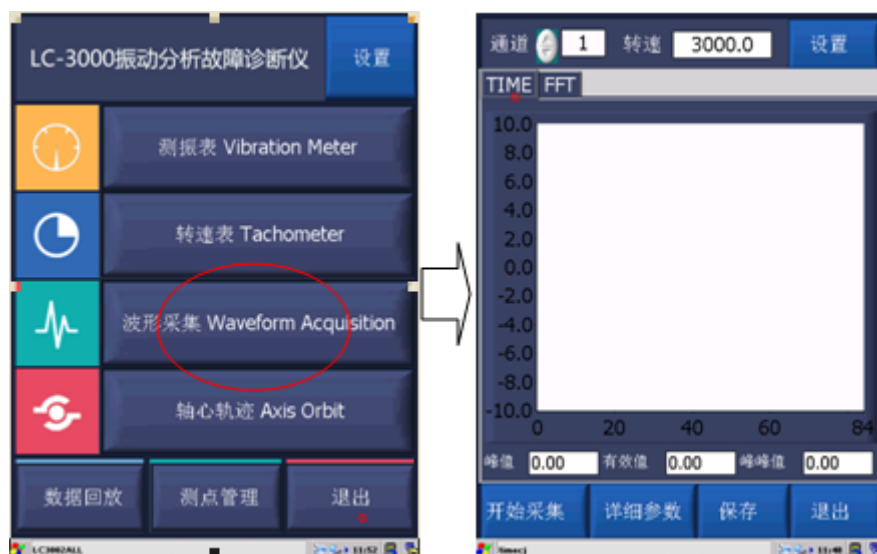 LC-3000振动分析故障诊断仪
设置
测振表 Vibration Meter
转速表 Tachometer
波形采集 Waveform Acquisition
轴心轨迹 Axis Orbit
数据回放
测点管理
退出
LC3002ALL
11:52
通道 1 转速 3000.0 设置
TIME FFT
10.0
8.0
6.0
4.0
2.0
0.0
-2.0
-4.0
-6.0
-8.0
-10.0
0 20 40 60 84
峰值 0.00 有效值 0.00 峰峰值 0.00
开始采集 详细参数 保存 退出
11:48